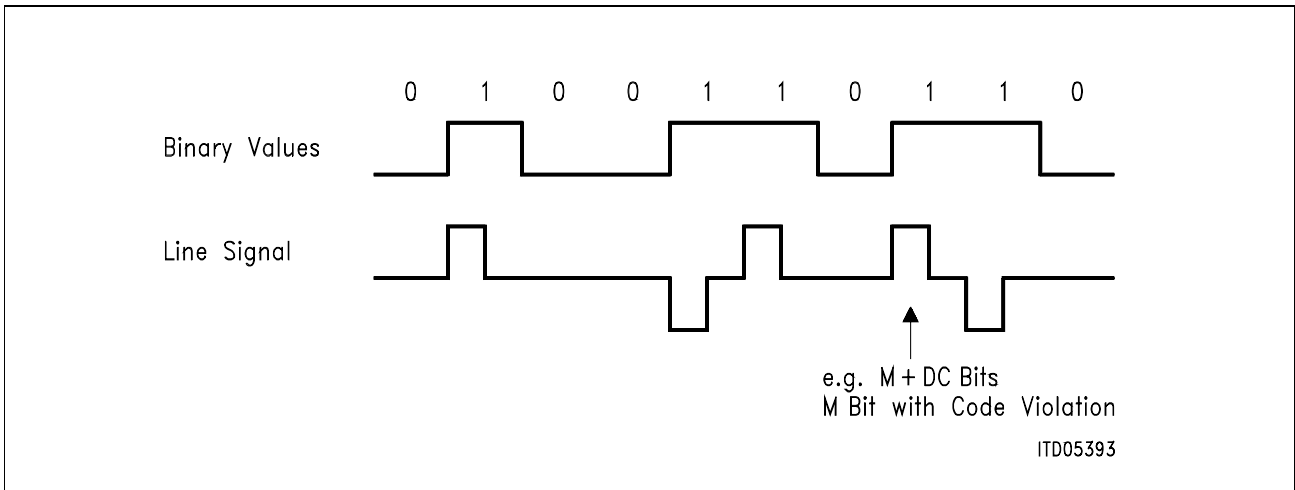 0 1 0 0 1 1 0 1 1 0
Binary Values
Line Signal
e.g. M + DC Bits
M Bit with Code Violation
ITD05393